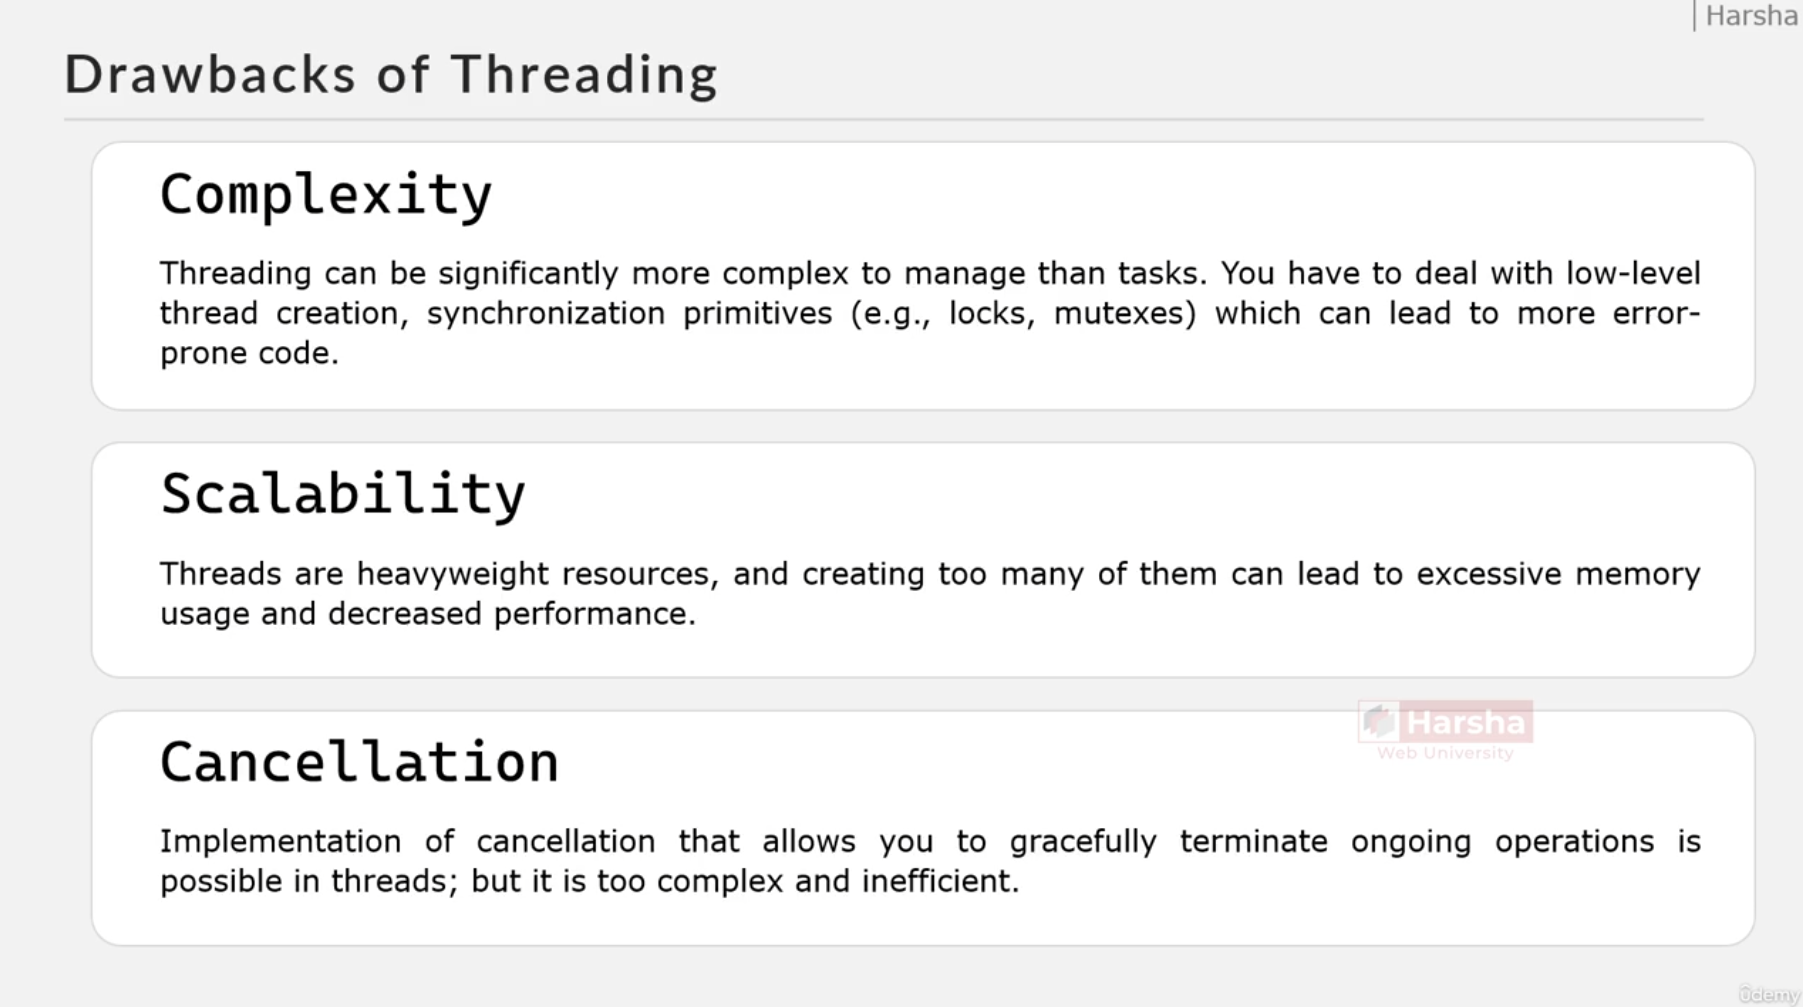 Harsha
Drawbacks of Threading
Complexity
Threading can be significantly more complex to manage than tasks. You have to deal with low-level
thread creation, synchronization primitives (e.g., locks, mutexes) which can lead to more error-
prone code.
Scalability
Threads are heavyweight resources, and creating too many of them can lead to excessive memory
usage and decreased performance.
Harsha
Web University
Cancellation
Implementation of cancellation that allows you to gracefully terminate ongoing operations is
possible in threads; but it is too complex and inefficient.
ûdemy